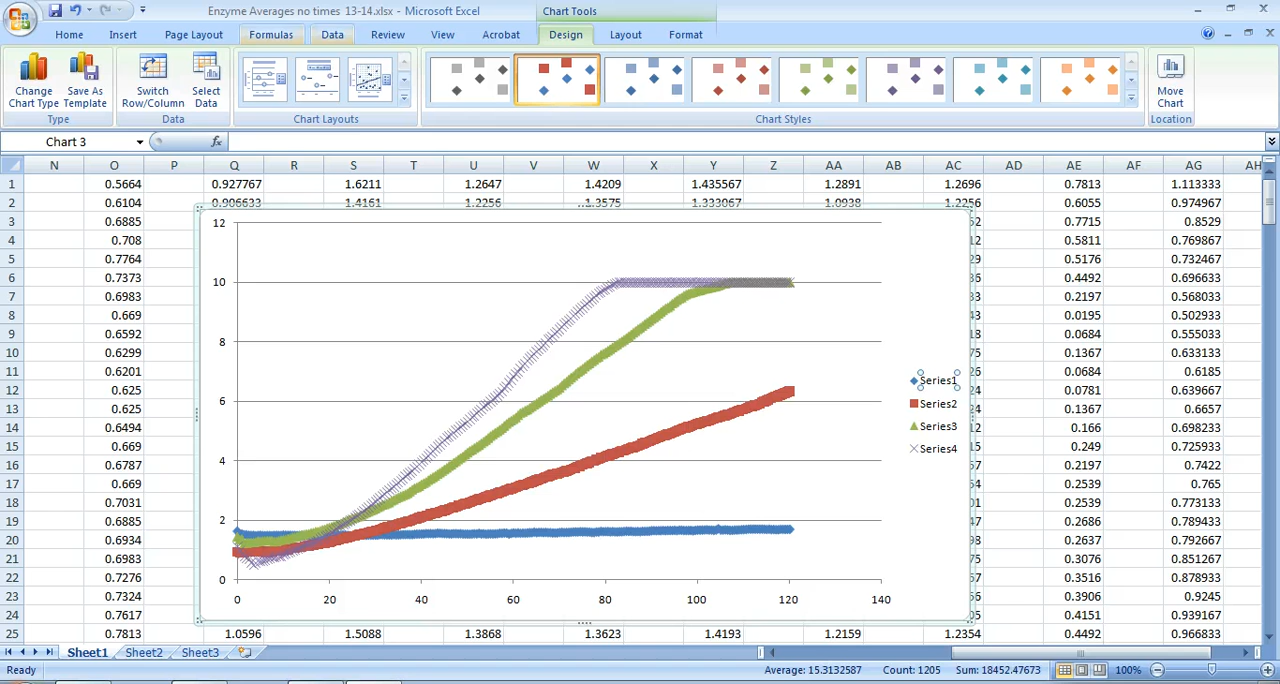 Enzyme Averages no times 13-14.xlsx - Microsoft Excel
Chart Tools
Home Insert Page Layout Formulas Data Review View Acrobat Design Layout Format
Change Chart Type
Save As Template
Switch Row/Column
Select Data
Move Chart
Type Data Chart Layouts Chart Styles Location
Chart 3 fx
N O P Q R S T U V W X Y Z AA AB AC AD AE AF AG AH
1 0.5664 0.927767 1.6211 1.2647 1.4209 1.435567 1.2891 1.2696 0.7813 1.113333
2 0.6104 0.906633 1.4161 1.2256 1.3575 1.333067 1.0938 1.2256 0.6055 0.974967
3 0.6885 0.7715 0.8529
4 0.708 0.5811 0.769867
5 0.7764 0.5176 0.732467
6 0.7373 0.4492 0.696633
7 0.6983 0.2197 0.568033
8 0.669 0.0195 0.502933
9 0.6592 0.0684 0.555033
10 0.6299 0.1367 0.633133
11 0.6201 0.0684 0.6185
12 0.625 0.0781 0.639667
13 0.625 0.1367 0.6657
14 0.6494 0.166 0.698233
15 0.669 0.249 0.725933
16 0.6787 0.2197 0.7422
17 0.669 0.2539 0.765
18 0.7031 0.2539 0.773133
19 0.6885 0.2686 0.789433
20 0.6934 0.2637 0.792667
21 0.6983 0.3076 0.851267
22 0.7276 0.3516 0.878933
23 0.7324 0.3906 0.9245
24 0.7617 0.4151 0.939167
25 0.7813 1.0596 1.5088 1.3868 1.3623 1.4193 1.2159 1.2354 0.4492 0.966833
12
10
8
6
4
2
0
0 20 40 60 80 100 120 140
Series1
Series2
Series3
Series4
Sheet1 Sheet2 Sheet3
Ready Average: 15.3132587 Count: 1205 Sum: 18452.47673 100%